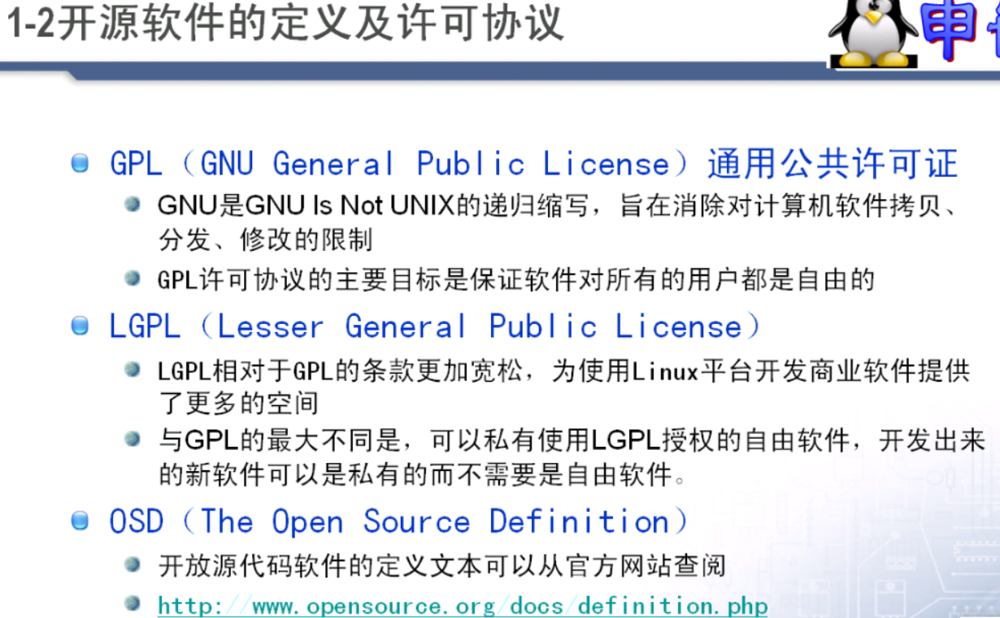 1-2开源软件的定义及许可协议
申
GPL（GNU General Public License）通用公共许可证
GNU是GNU Is Not UNIX的递归缩写，旨在消除对计算机软件拷贝、
分发、修改的限制
GPL许可协议的主要目标是保证软件对所有的用户都是自由的
LGPL（Lesser General Public License）
LGPL相对于GPL的条款更加宽松，为使用Linux平台开发商业软件提供
了更多的空间
与GPL的最大不同是，可以私有使用LGPL授权的自由软件，开发出来
的新软件可以是私有的而不需要是自由软件。
OSD（The Open Source Definition）
开放源代码软件的定义文本可以从官方网站查阅
http://www.opensource.org/docs/definition.php